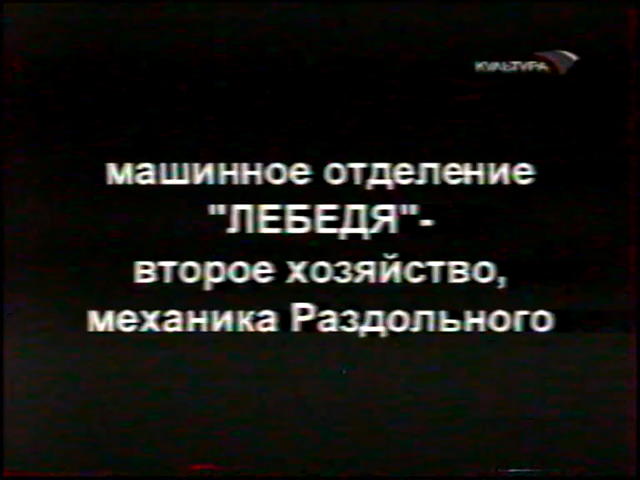 КУЛЬТУРА
машинное отделение
"ЛЕБЕДЯ"-
второе хозяйство,
механика Раздольного